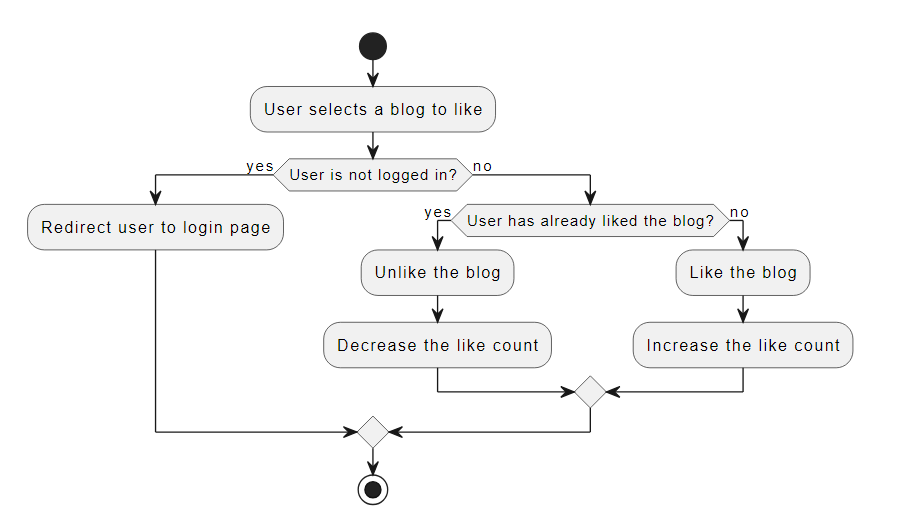 User selects a blog to like
yes
User is not logged in?
no
Redirect user to login page
yes
User has already liked the blog?
no
Unlike the blog
Like the blog
Decrease the like count
Increase the like count